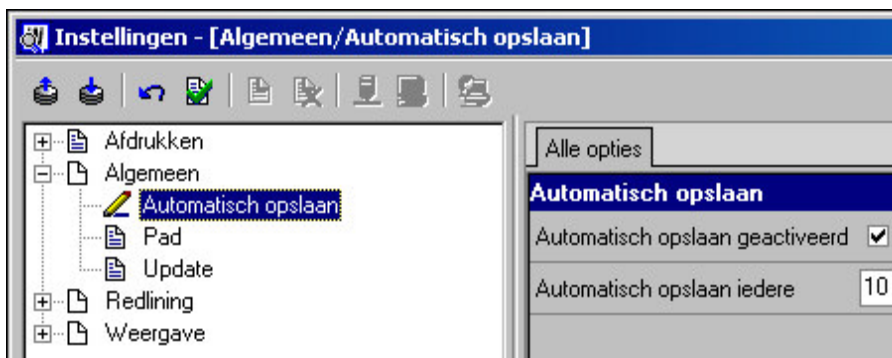 Instellingen - [Algemeen/Automatisch opslaan]
Afdrukken
Algemeen
Automatisch opslaan
Pad
Update
Redlining
Weergave
Alle opties
Automatisch opslaan
Automatisch opslaan geactiveerd
Automatisch opslaan iedere 10